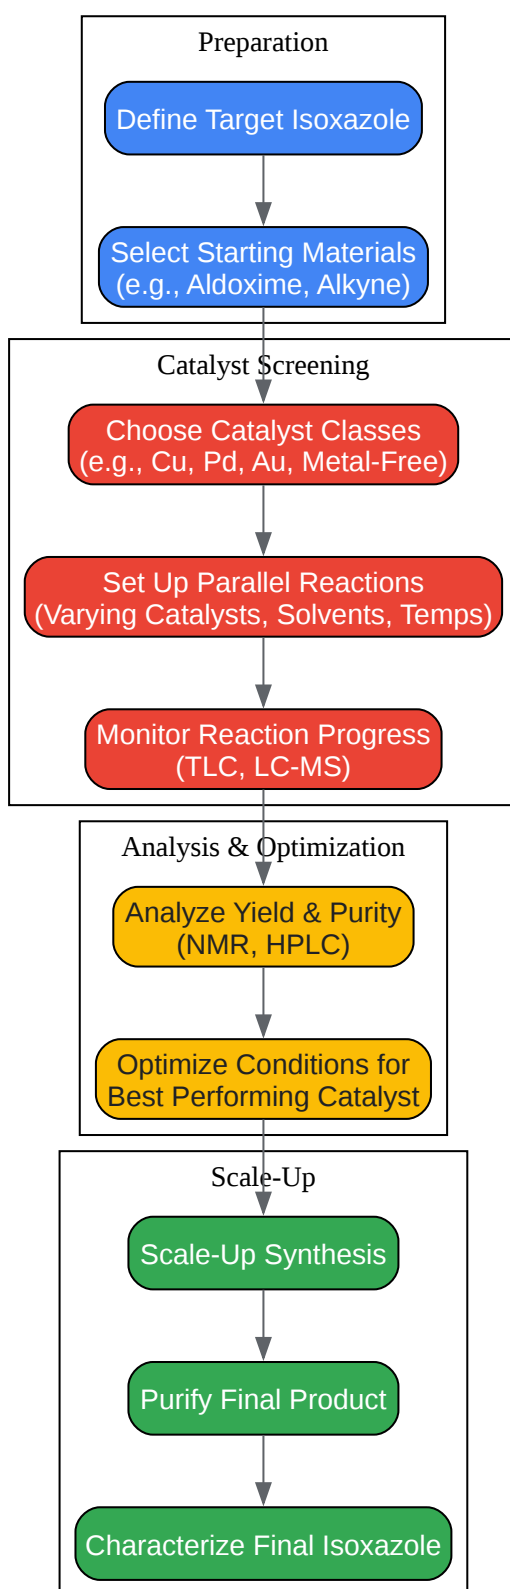 Preparation
Define Target Isoxazole
Select Starting Materials
(e.g., Aldoxime, Alkyne)
Catalyst Screening
Choose Catalyst Classes
(e.g., Cu, Pd, Au, Metal-Free)
Set Up Parallel Reactions
(Varying Catalysts, Solvents, Temps)
Monitor Reaction Progress
(TLC, LC-MS)
Analysis & Optimization
Analyze Yield & Purity
(NMR, HPLC)
Optimize Conditions for
Best Performing Catalyst
Scale-Up
Scale-Up Synthesis
Purify Final Product
Characterize Final Isoxazole